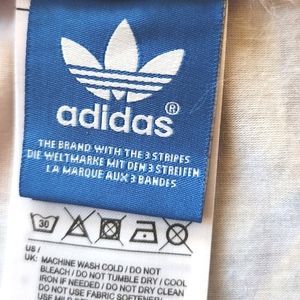 adidas®
THE BRAND WITH THE 3 STRIPES
DIE WELTMARKE MIT DEN 3 STREIFEN
LA MARQUE AUX 3 BANDES
30
US /
UK: MACHINE WASH COLD / DO NOT
BLEACH / DO NOT TUMBLE DRY / COOL
IRON IF NEEDED / DO NOT DRY CLEAN
DO NOT USE FABRIC SOFTENER